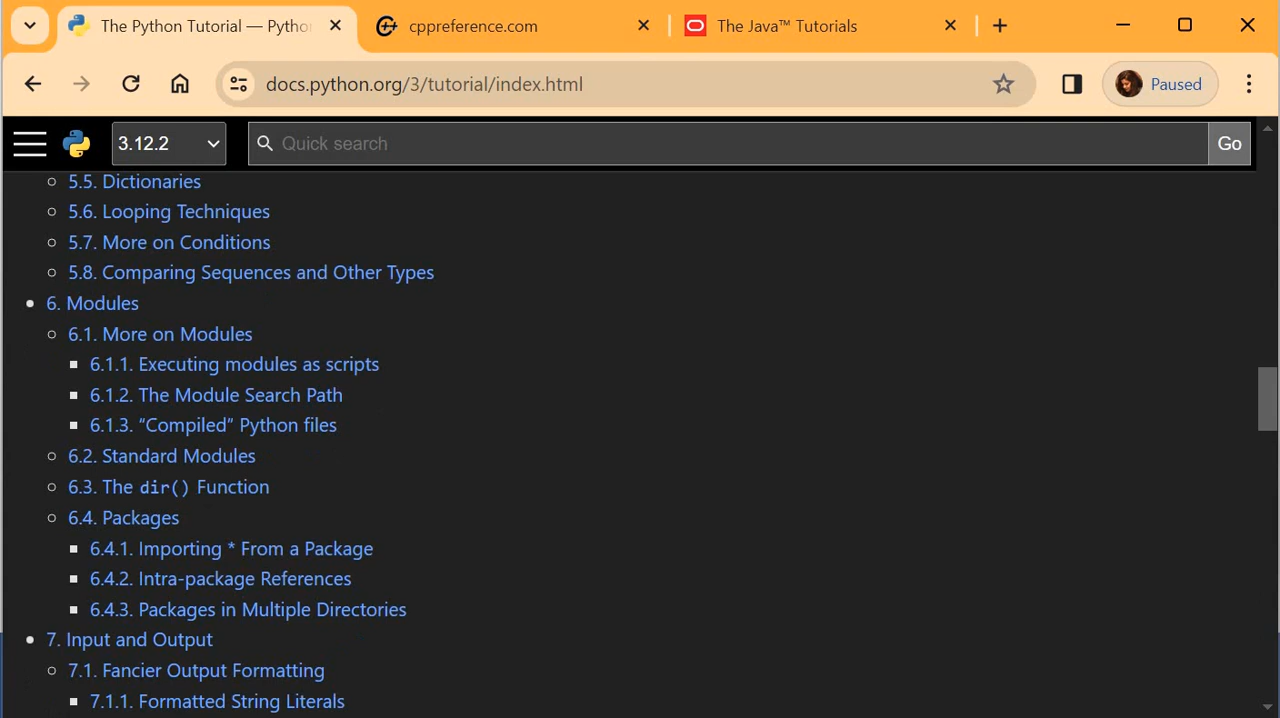 The Python Tutorial — Pytho
cppreference.com
The Java™ Tutorials
docs.python.org/3/tutorial/index.html
Paused
3.12.2
Quick search
Go
5.5. Dictionaries
5.6. Looping Techniques
5.7. More on Conditions
5.8. Comparing Sequences and Other Types
6. Modules
6.1. More on Modules
6.1.1. Executing modules as scripts
6.1.2. The Module Search Path
6.1.3. “Compiled” Python files
6.2. Standard Modules
6.3. The dir() Function
6.4. Packages
6.4.1. Importing * From a Package
6.4.2. Intra-package References
6.4.3. Packages in Multiple Directories
7. Input and Output
7.1. Fancier Output Formatting
7.1.1. Formatted String Literals